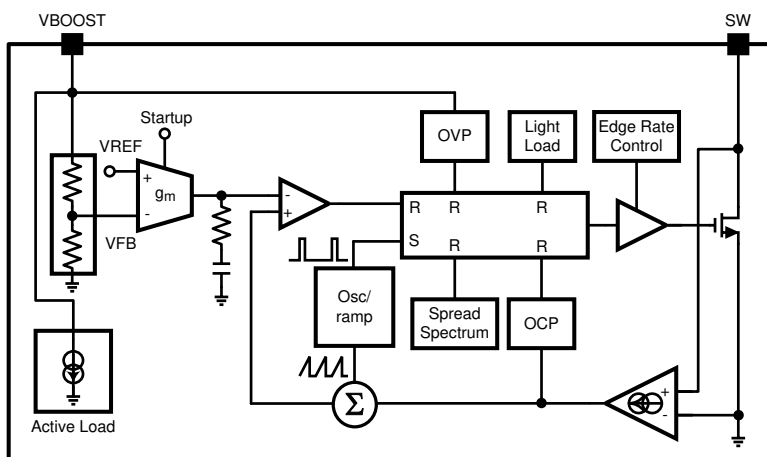 VBOOST
SW
Startup
VREF
+
gm
-
VFB
OVP
Light
Load
Edge Rate
Control
-
+
R
R
R
S
R
R
Osc/
ramp
Spread
Spectrum
OCP
Σ
+
-
Active Load